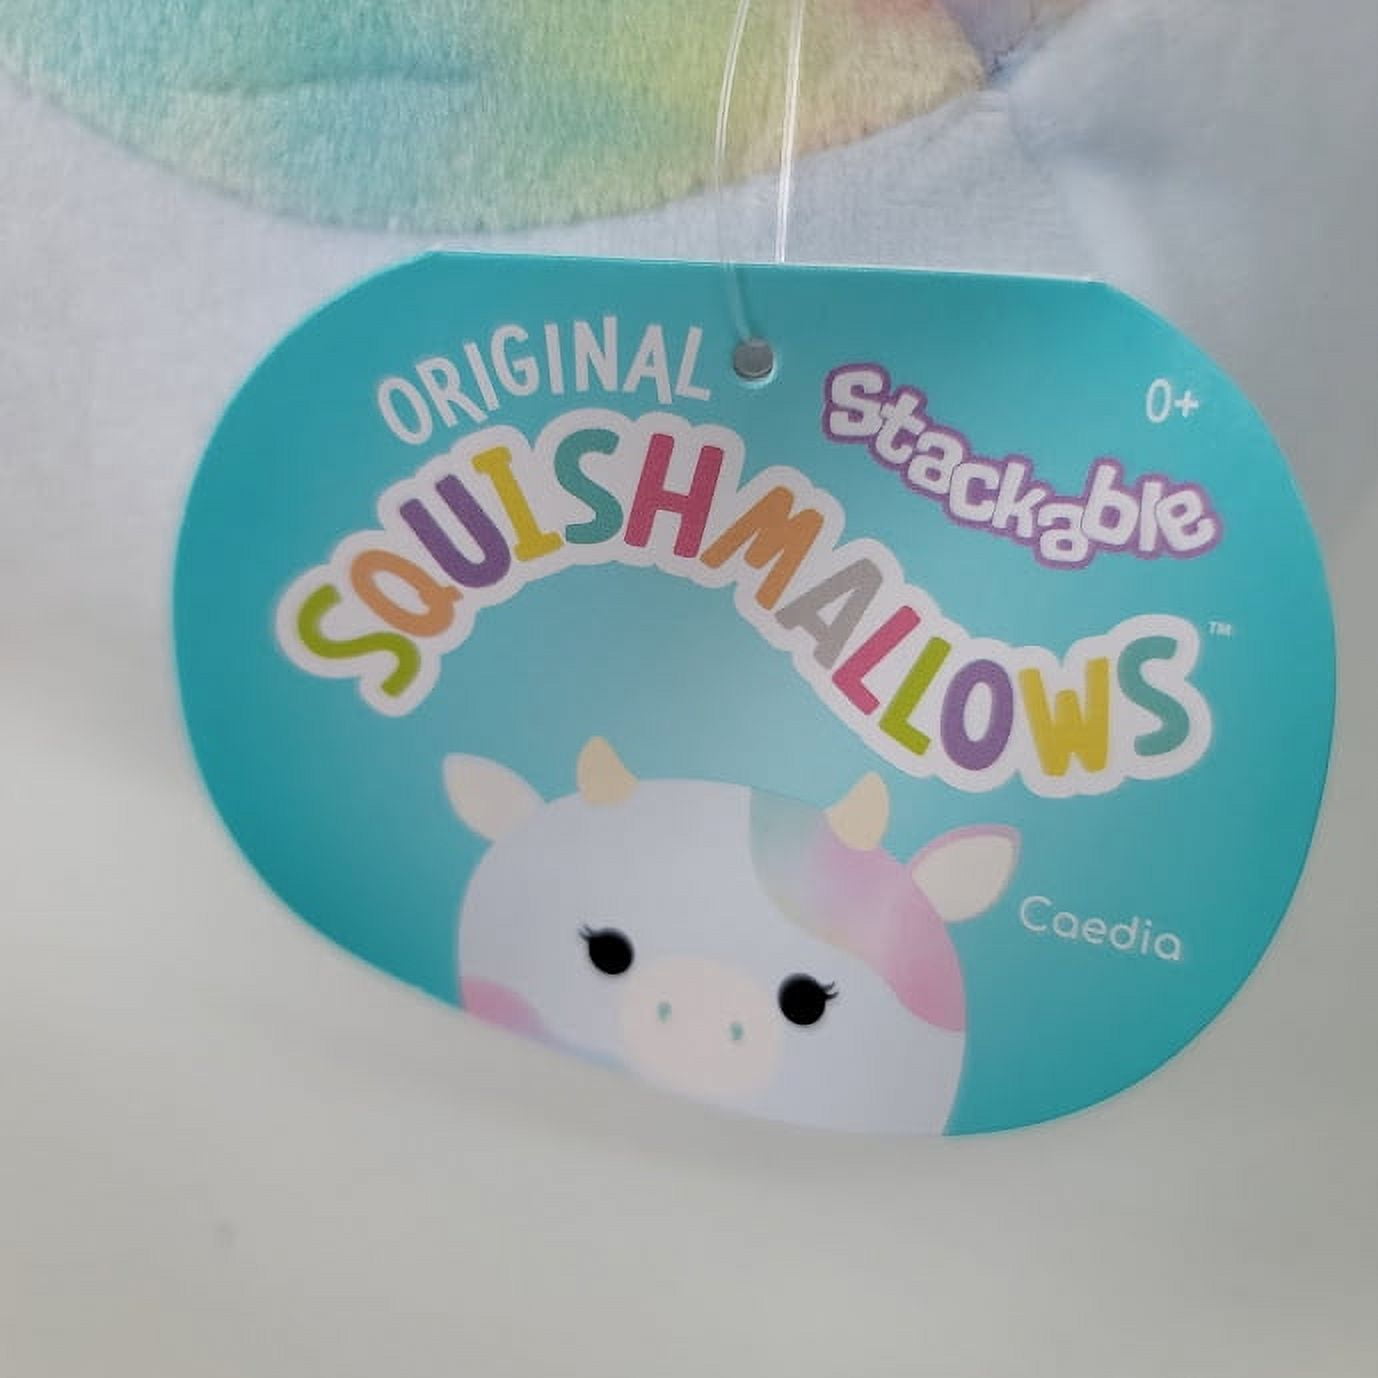 ORIGINAL
SQUISHMALLOWS™
Stackable
0+
Caedia